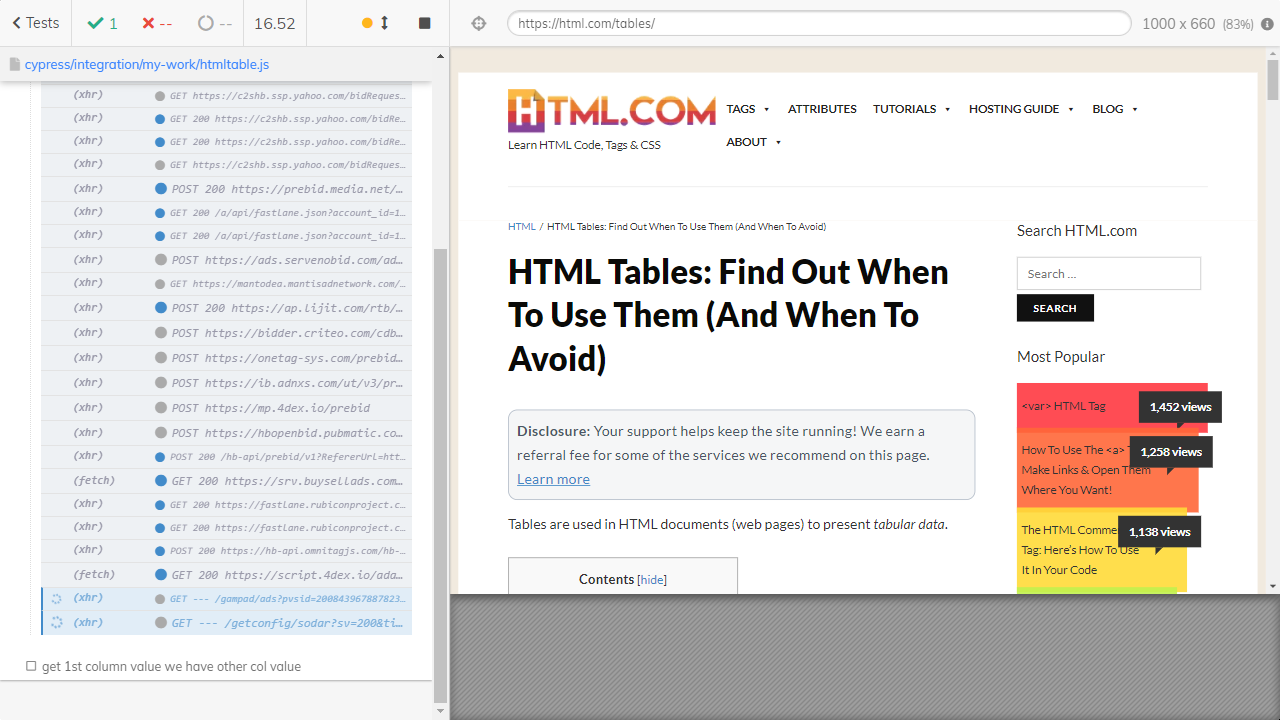 Tests
1
--
--
16.52
https://html.com/tables/
1000 x 660 (83%)
cypress/integration/my-work/htmltable.js
(xhr) GET https://c2shb.ssp.yahoo.com/bidReques…
(xhr) GET 200 https://c2shb.ssp.yahoo.com/bidRe…
(xhr) GET 200 https://c2shb.ssp.yahoo.com/bidRe…
(xhr) GET https://c2shb.ssp.yahoo.com/bidReques…
(xhr) POST 200 https://prebid.media.net/…
(xhr) GET 200 /a/api/fastlane.json?account_id=1…
(xhr) GET 200 /a/api/fastlane.json?account_id=1…
(xhr) POST https://ads.servenobid.com/ad…
(xhr) GET https://mantodea.mantisadnetwork.com/…
(xhr) POST 200 https://ap.lijit.com/rtb/…
(xhr) POST https://bidder.criteo.com/cdb…
(xhr) POST https://onetag-sys.com/prebid…
(xhr) POST https://ib.adnxs.com/ut/v3/pr…
(xhr) POST https://mp.4dex.io/prebid
(xhr) POST https://hbopenbid.pubmatic.co…
(xhr) POST 200 /hb-api/prebid/v1?RefererUrl=htt…
(fetch) GET 200 https://srv.buysellads.com…
(xhr) GET 200 https://fastlane.rubiconproject.c…
(xhr) GET 200 https://fastlane.rubiconproject.c…
(xhr) POST 200 https://hb-api.omnitagjs.com/hb-…
(fetch) GET 200 https://script.4dex.io/ada…
(xhr) GET --- /gampad/ads?pvsid=200843967887823…
(xhr) GET --- /getconfig/sodar?sv=200&ti…
get 1st column value we have other col value
HTML.COM
Learn HTML Code, Tags & CSS
TAGS ATTRIBUTES TUTORIALS HOSTING GUIDE BLOG
ABOUT
HTML / HTML Tables: Find Out When To Use Them (And When To Avoid)
HTML Tables: Find Out When
To Use Them (And When To
Avoid)
Disclosure: Your support helps keep the site running! We earn a
referral fee for some of the services we recommend on this page.
Learn more
Tables are used in HTML documents (web pages) to present tabular data.
Contents [hide]
Search HTML.com
Search …
SEARCH
Most Popular
<var> HTML Tag
1,452 views
How To Use The <a>
1,258 views
Make Links & Open Them
Where You Want!
The HTML Comme
1,138 views
Tag: Here's How To Use
It In Your Code